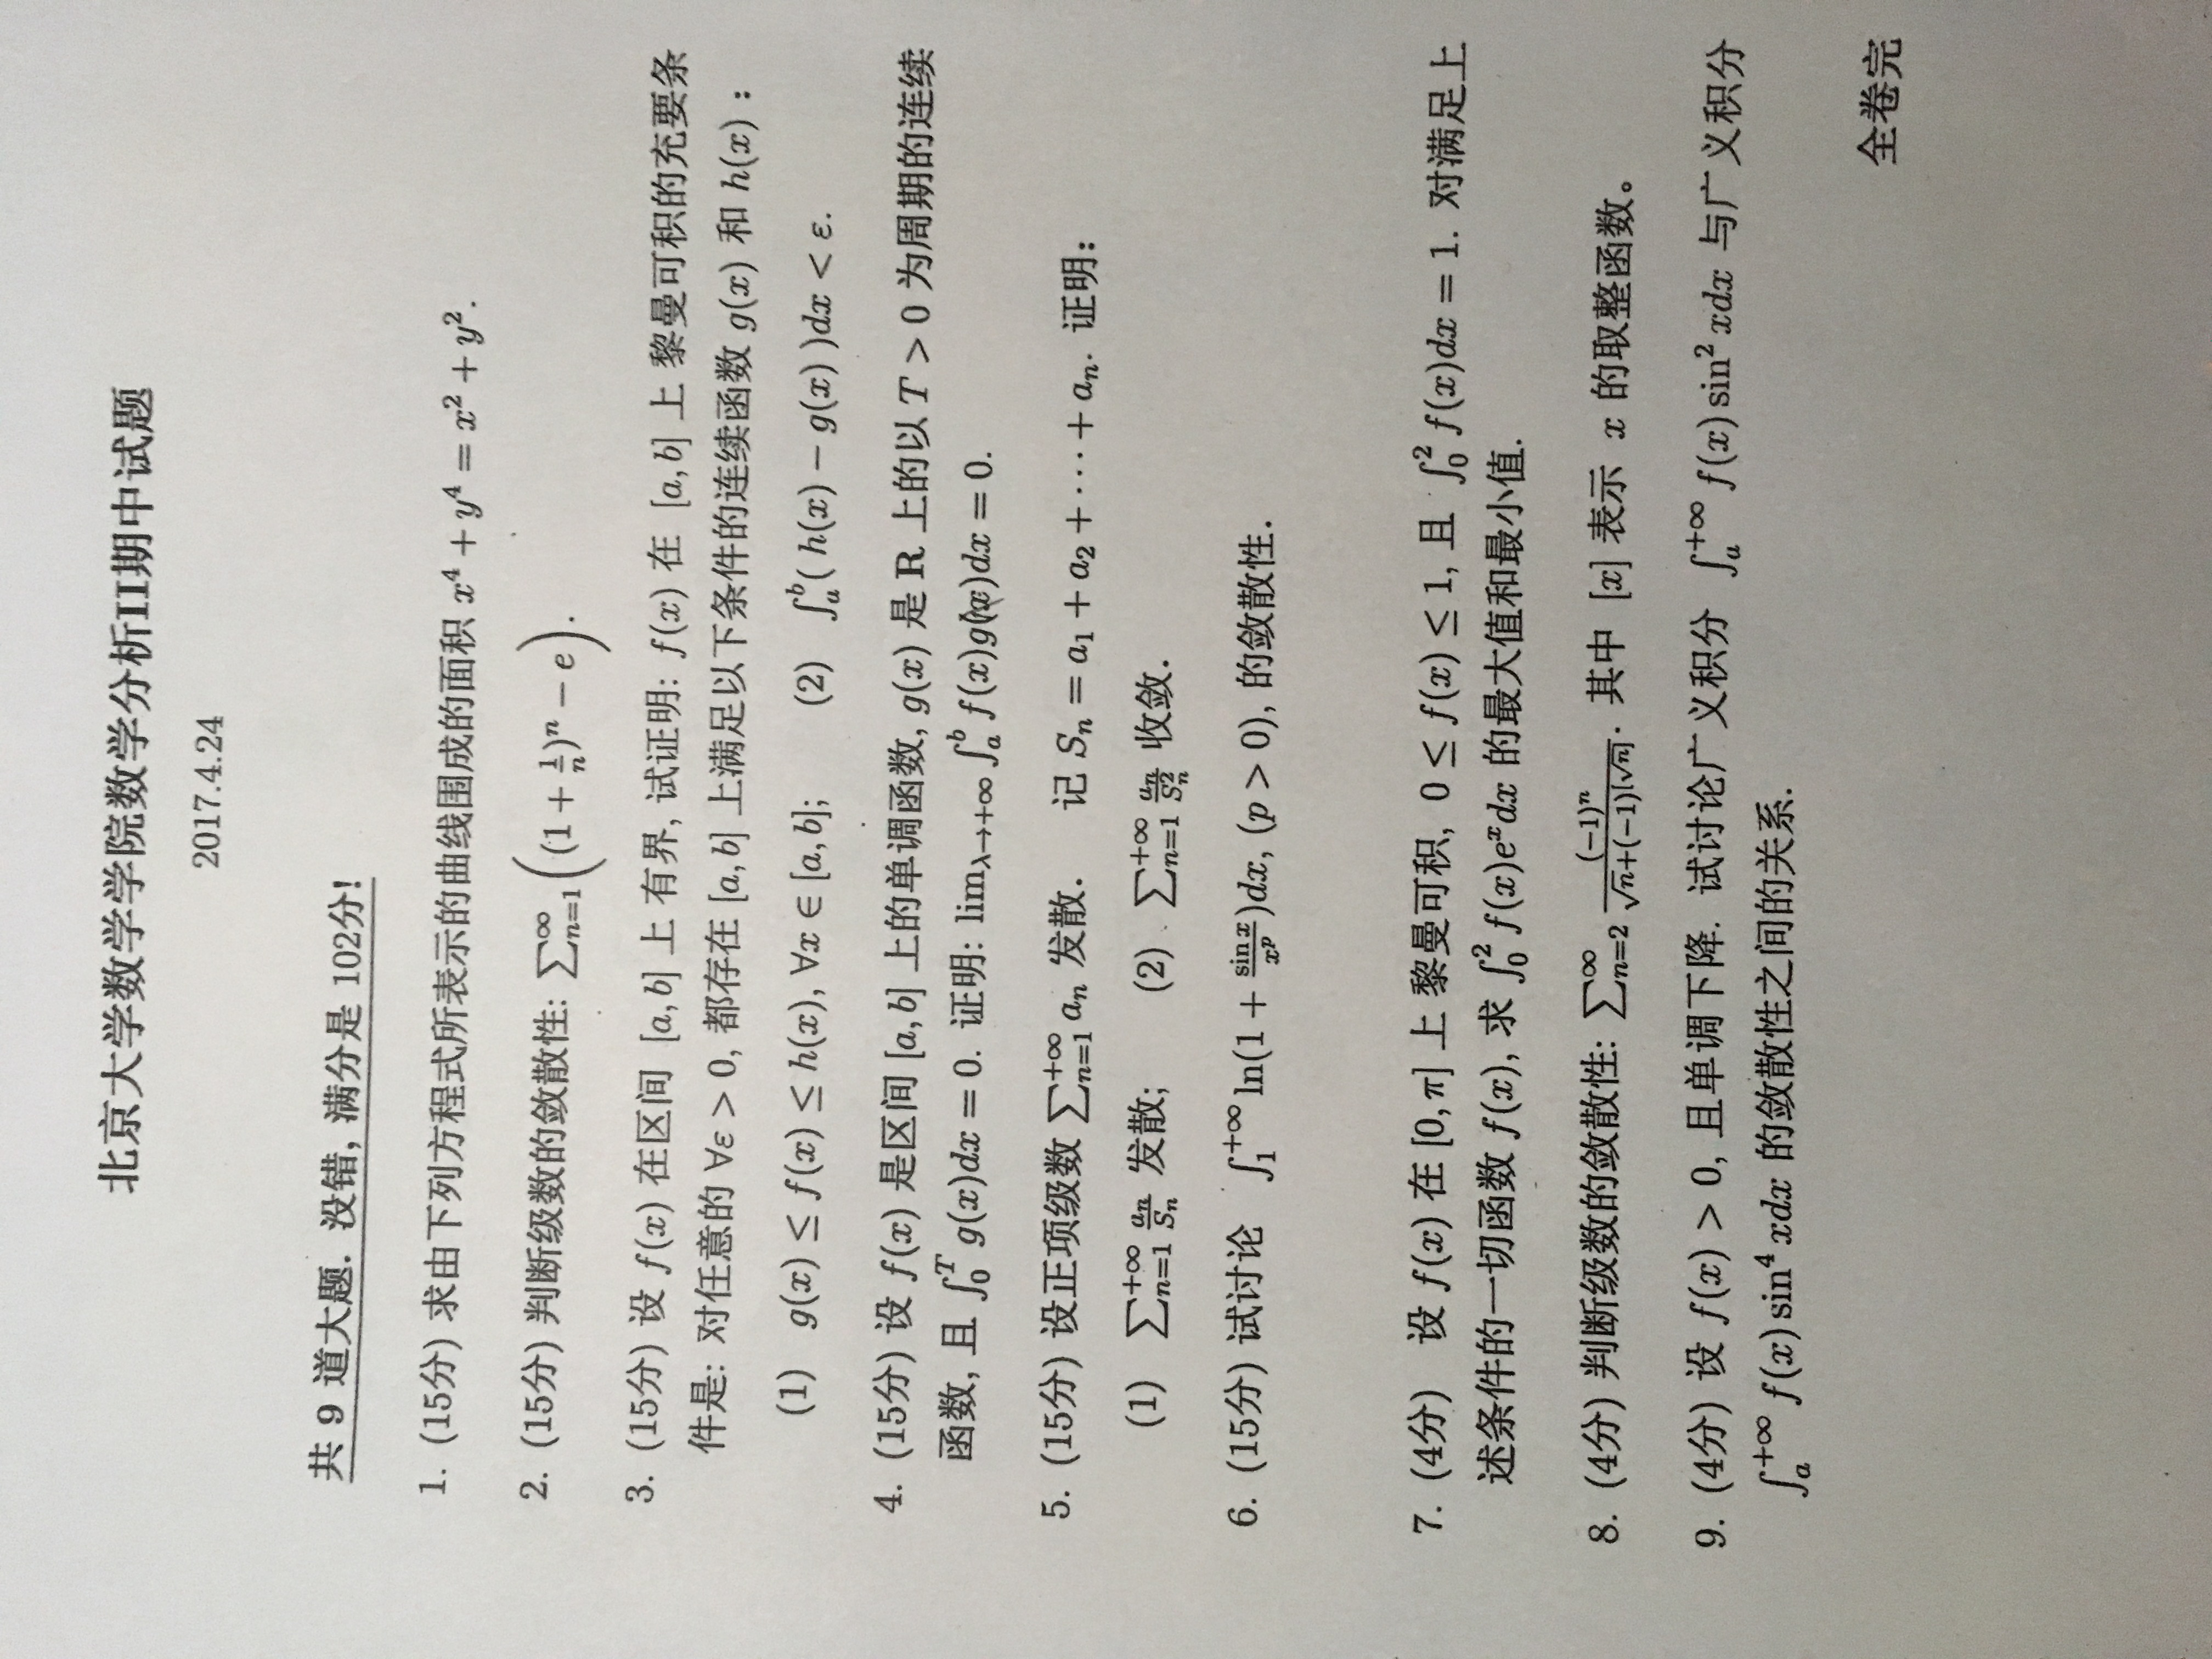 北京大学数学学院数学分析II期中试题
2017.4.24
共 9 道大题. 没错, 满分是 102分!
1. (15分) 求由下列方程式所表示的曲线围成的面积 $x^4 + y^4 = x^2 + y^2$.
2. (15分) 判断级数的敛散性: $\sum_{n=1}^{\infty}\left((1+\frac{1}{n})^n - e\right)$.
3. (15分) 设 $f(x)$ 在区间 $[a,b]$ 上 有界, 试证明: $f(x)$ 在 $[a,b]$ 上 黎曼可积的充要条
件是: 对任意的 $\forall\varepsilon > 0$, 都存在 $[a,b]$ 上满足以下条件的连续函数 $g(x)$ 和 $h(x)$ :
(1) $g(x) \leq f(x) \leq h(x), \forall x \in [a,b]$; (2) $\int_a^b ( h(x) - g(x) )dx < \varepsilon$.
4. (15分) 设 $f(x)$ 是区间 $[a,b]$ 上的单调函数, $g(x)$ 是 $\mathbf{R}$ 上的以 $T > 0$ 为周期的连续
函数, 且 $\int_0^T g(x)dx = 0$. 证明: $\lim_{\lambda\to+\infty} \int_a^b f(x)g(\lambda x)dx = 0$.
5. (15分) 设正项级数 $\sum_{n=1}^{+\infty} a_n$ 发散. 记 $S_n = a_1 + a_2 + \cdots + a_n$. 证明:
(1) $\sum_{n=1}^{+\infty} \frac{a_n}{S_n}$ 发散; (2) $\sum_{n=1}^{+\infty} \frac{a_n}{S_n^2}$ 收敛.
6. (15分) 试讨论 $\int_1^{+\infty} \ln(1+\frac{\sin x}{x^p})dx, (p > 0)$, 的敛散性.
7. (4分) 设 $f(x)$ 在 $[0,\pi]$ 上 黎曼可积, $0 \leq f(x) \leq 1$, 且 $\int_0^2 f(x)dx = 1$. 对满足上
述条件的一切函数 $f(x)$, 求 $\int_0^2 f(x)e^x dx$ 的最大值和最小值.
8. (4分) 判断级数的敛散性: $\sum_{n=2}^{\infty} \frac{(-1)^n}{\sqrt{n}+(-1)^{[\sqrt{n}]}}$. 其中 $[x]$ 表示 $x$ 的取整函数。
9. (4分) 设 $f(x) > 0$, 且单调下降. 试讨论广义积分 $\int_a^{+\infty} f(x)\sin^2 xdx$ 与广义积分
$\int_a^{+\infty} f(x)\sin^4 xdx$ 的敛散性之间的关系.
全卷完